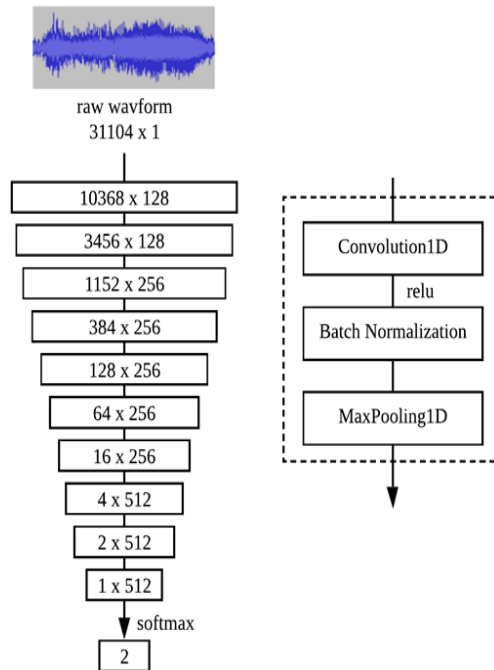 raw wavform
31104 x 1
10368 x 128
3456 x 128
1152 x 256
384 x 256
128 x 256
64 x 256
16 x 256
4 x 512
2 x 512
1 x 512
softmax
2
Convolution1D
relu
Batch Normalization
MaxPooling1D